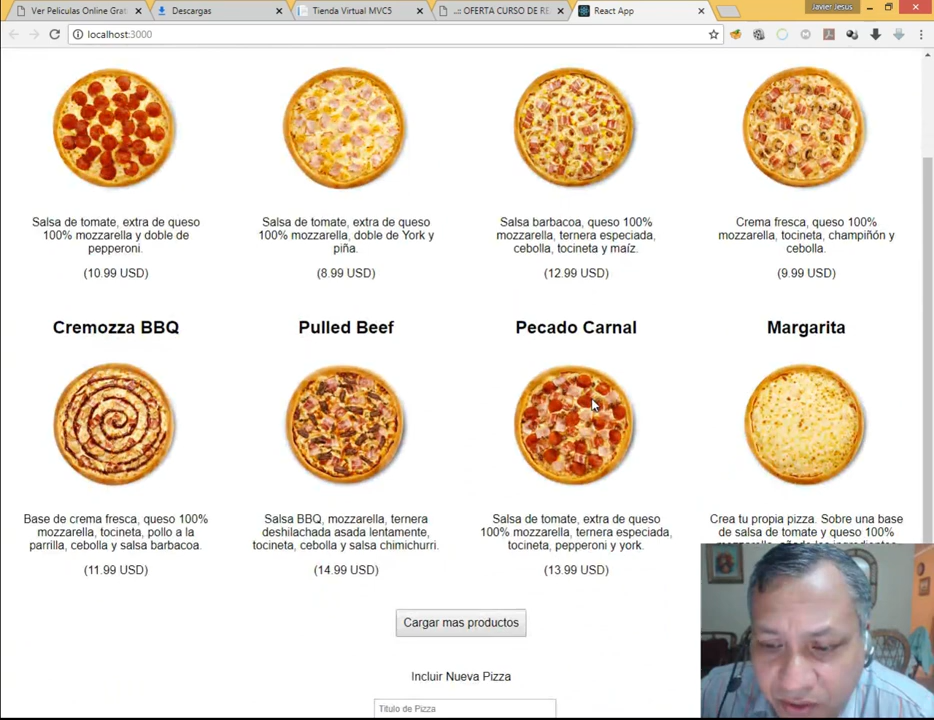 Ver Peliculas Online Grat
Descargas
Tienda Virtual MVC5
..:: OFERTA CURSO DE RE
React App
Javier Jesus
localhost:3000
Salsa de tomate, extra de queso
100% mozzarella y doble de
pepperoni.
(10.99 USD)
Salsa de tomate, extra de queso
100% mozzarella, doble de York y
piña.
(8.99 USD)
Salsa barbacoa, queso 100%
mozzarella, ternera especiada,
cebolla, tocineta y maíz.
(12.99 USD)
Crema fresca, queso 100%
mozzarella, tocineta, champiñón y
cebolla.
(9.99 USD)
Cremozza BBQ
Base de crema fresca, queso 100%
mozzarella, tocineta, pollo a la
parrilla, cebolla y salsa barbacoa.
(11.99 USD)
Pulled Beef
Salsa BBQ, mozzarella, ternera
deshilachada asada lentamente,
tocineta, cebolla y salsa chimichurri.
(14.99 USD)
Pecado Carnal
Salsa de tomate, extra de queso
100% mozzarella, ternera especiada,
tocineta, pepperoni y york.
(13.99 USD)
Margarita
Crea tu propia pizza. Sobre una base
de salsa de tomate y queso 100%
Cargar mas productos
Incluir Nueva Pizza
Titulo de Pizza